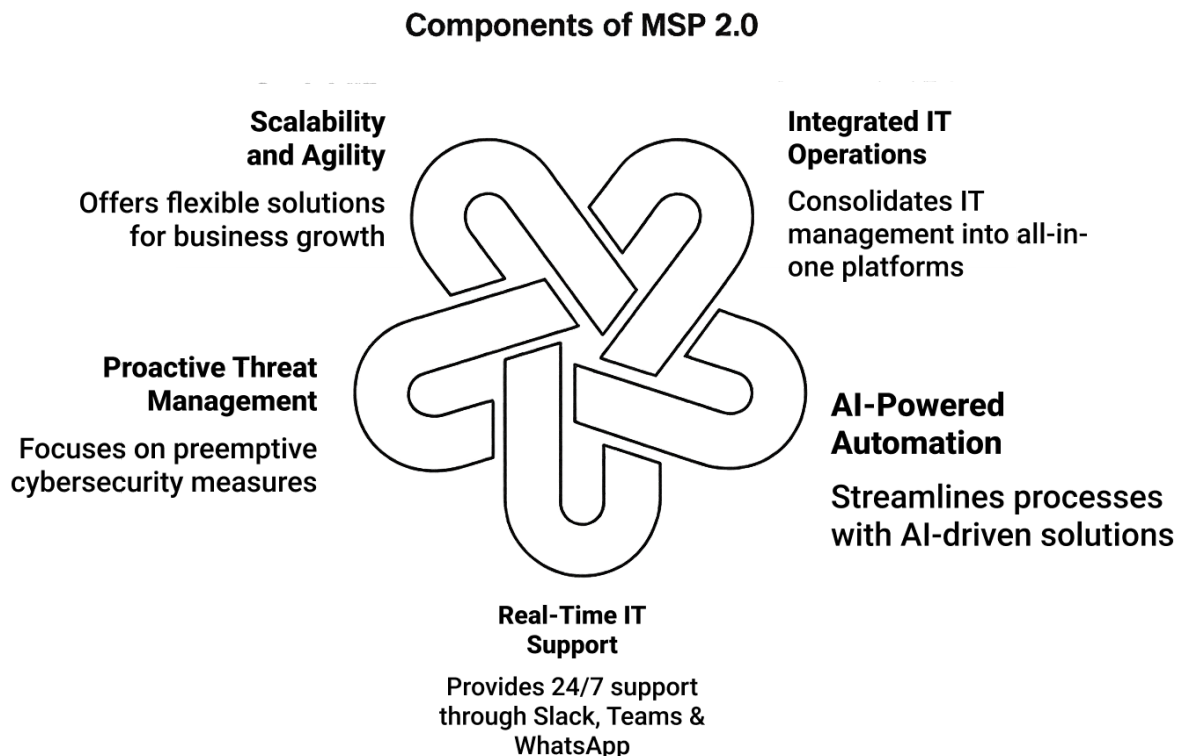 Components of MSP 2.0
Scalability
and Agility
Offers flexible solutions
for business growth
Integrated IT
Operations
Consolidates IT
management into all-in-
one platforms
Proactive Threat
Management
Focuses on preemptive
cybersecurity measures
AI-Powered
Automation
Streamlines processes
with AI-driven solutions
Real-Time IT
Support
Provides 24/7 support
through Slack, Teams &
WhatsApp